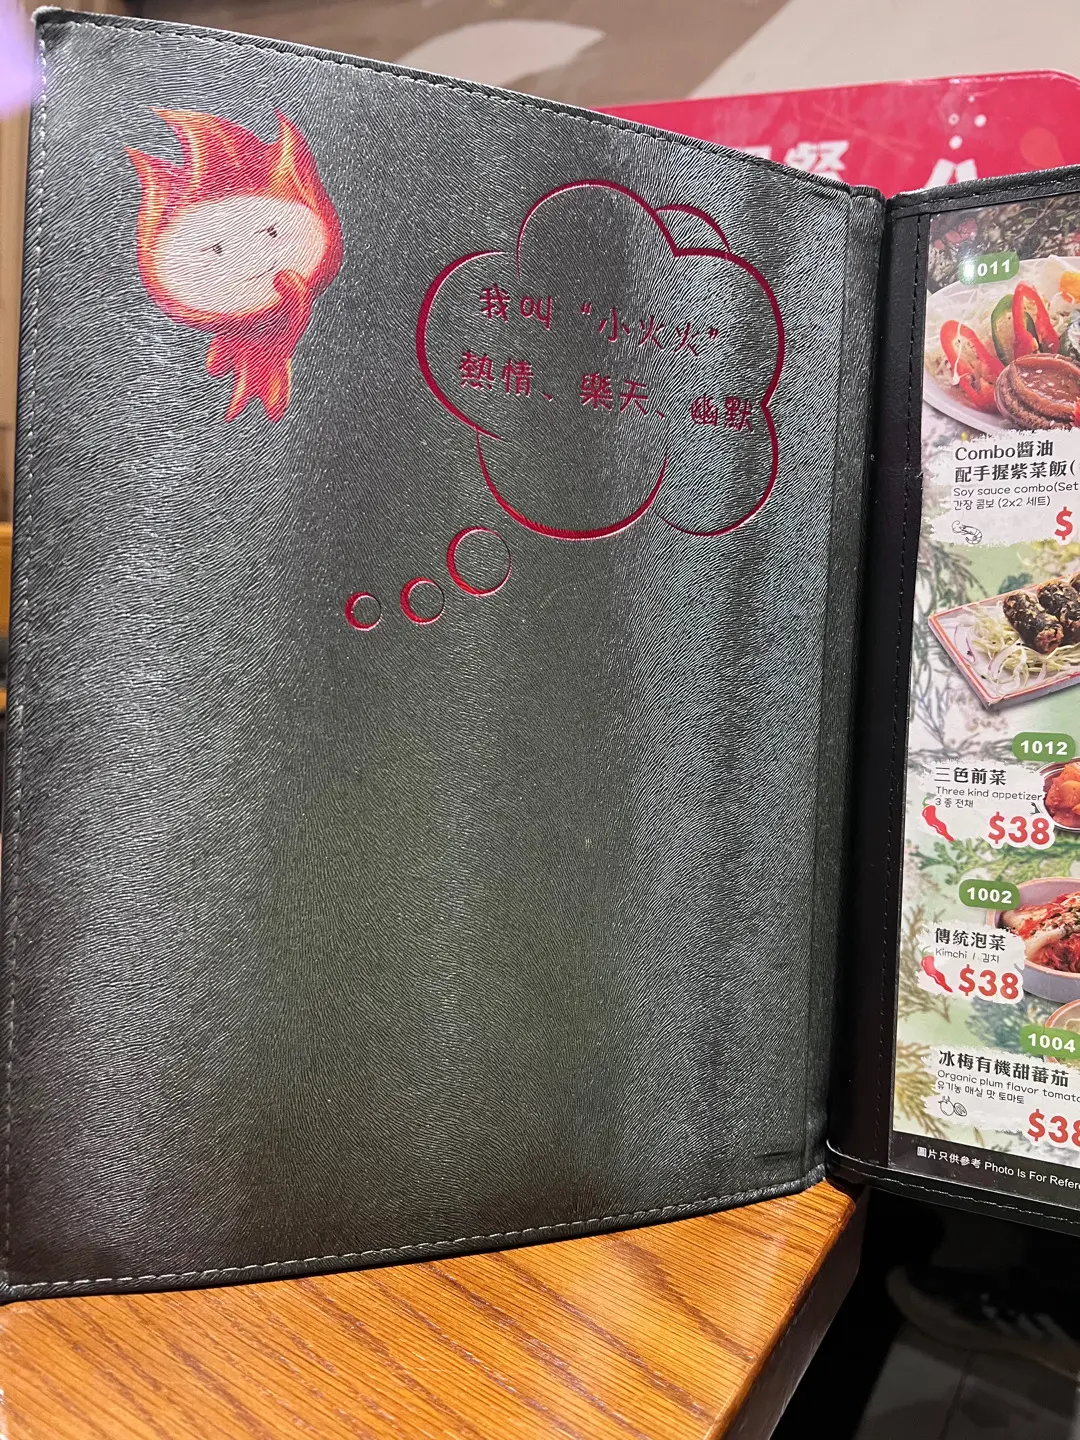 我叫“小火火”
熱情、樂天、幽默
餐
1011
Combo醬油
配手握紫菜飯(
Soy sauce combo(Set
간장 콤보 (2x2 세트)
$
1012
三色前菜
Three kind appetizer
3종 전채
$38
1002
傳統泡菜
Kimchi / 김치
$38
1004
冰梅有機甜蕃茄
Organic plum flavor tomato
유기농 매실 맛 토마토
$38
圖片只供參考 Photo Is For Refere